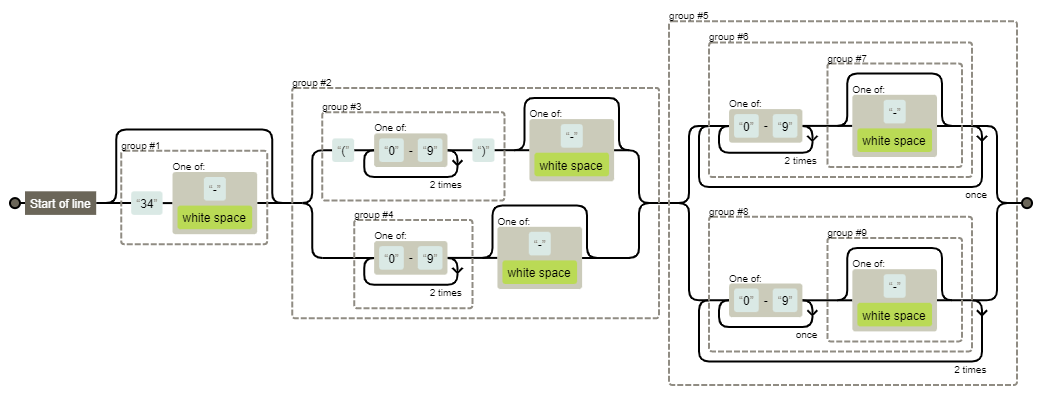 Start of line
group #1
“34”
One of:
“-”
white space
group #2
group #3
“(”
One of:
“0” - “9”
2 times
“)”
One of:
“-”
white space
group #4
One of:
“0” - “9”
2 times
One of:
“-”
white space
group #5
group #6
One of:
“0” - “9”
2 times
group #7
One of:
“-”
white space
once
group #8
One of:
“0” - “9”
once
group #9
One of:
“-”
white space
2 times